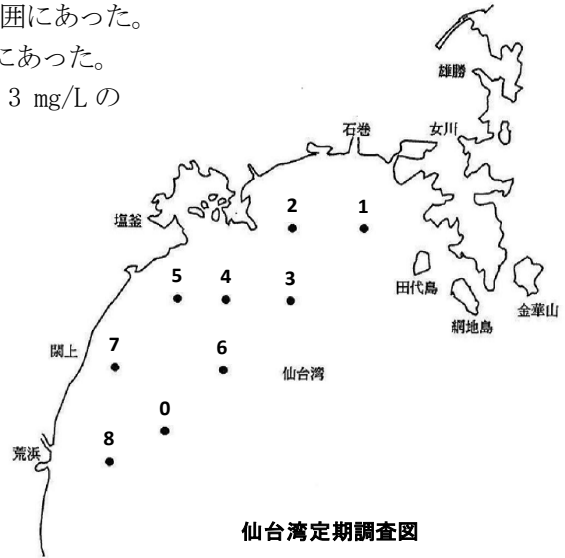 囲にあった。
にあった。
3 mg/L の
雄勝
石巻
女川
塩釜
2
1
5
4
3
田代島
網地島
金華山
閖上
7
6
仙台湾
0
荒浜
8
仙台湾定期調査図